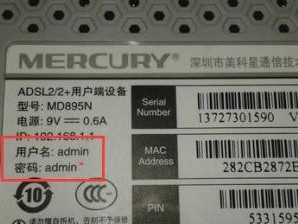 MERCURY 深圳市美科星通信技
ADSL2/2+用户端设备
型号: MD895N
电源: 9V⎓0.6A
IP: 192.168.1.1
用户名: admin
密码: admin
Serial
Number
13727301590
MAC
Address
282CB2872E
PIN
5331595
10
CCC